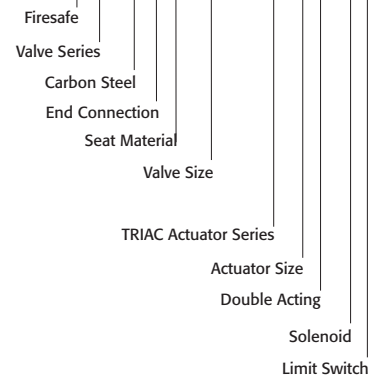 Firesafe
Valve Series
Carbon Steel
End Connection
Seat Material
Valve Size
TRIAC Actuator Series
Actuator Size
Double Acting
Solenoid
Limit Switch